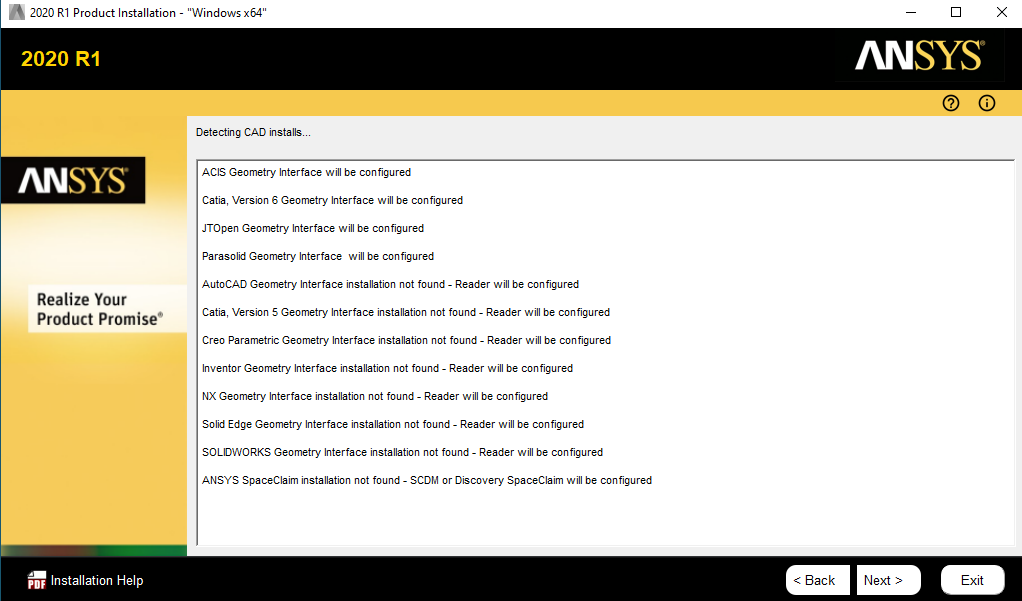 2020 R1 Product Installation - "Windows x64"
2020 R1
ANSYS®
Detecting CAD installs...
ANSYS®
Realize Your
Product Promise®
ACIS Geometry Interface will be configured
Catia, Version 6 Geometry Interface will be configured
JTOpen Geometry Interface will be configured
Parasolid Geometry Interface  will be configured
AutoCAD Geometry Interface installation not found - Reader will be configured
Catia, Version 5 Geometry Interface installation not found - Reader will be configured
Creo Parametric Geometry Interface installation not found - Reader will be configured
Inventor Geometry Interface installation not found - Reader will be configured
NX Geometry Interface installation not found - Reader will be configured
Solid Edge Geometry Interface installation not found - Reader will be configured
SOLIDWORKS Geometry Interface installation not found - Reader will be configured
ANSYS SpaceClaim installation not found - SCDM or Discovery SpaceClaim will be configured
PDF Installation Help
< Back
Next >
Exit